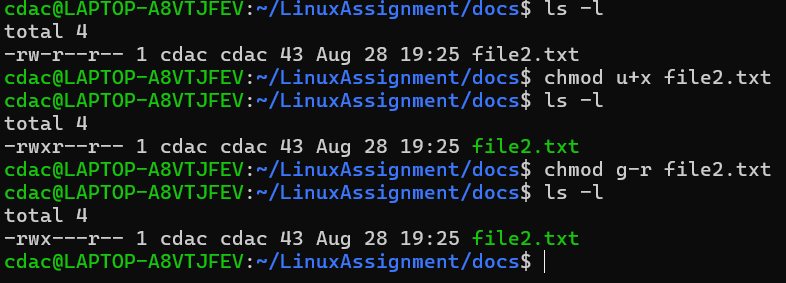 cdac@LAPTOP-A8VTJFEV:~/LinuxAssignment/docs$ ls -l
total 4
-rw-r--r-- 1 cdac cdac 43 Aug 28 19:25 file2.txt
cdac@LAPTOP-A8VTJFEV:~/LinuxAssignment/docs$ chmod u+x file2.txt
cdac@LAPTOP-A8VTJFEV:~/LinuxAssignment/docs$ ls -l
total 4
-rwxr--r-- 1 cdac cdac 43 Aug 28 19:25 file2.txt
cdac@LAPTOP-A8VTJFEV:~/LinuxAssignment/docs$ chmod g-r file2.txt
cdac@LAPTOP-A8VTJFEV:~/LinuxAssignment/docs$ ls -l
total 4
-rwx---r-- 1 cdac cdac 43 Aug 28 19:25 file2.txt
cdac@LAPTOP-A8VTJFEV:~/LinuxAssignment/docs$